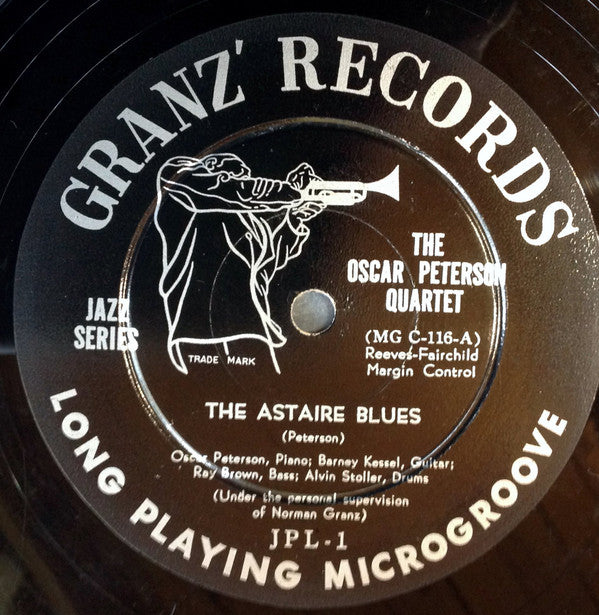 GRANZ' RECORDS
THE
OSCAR PETERSON
QUARTET
JAZZ
SERIES
(MG C-116-A)
Reeves-Fairchild
Margin Control
TRADE MARK
THE ASTAIRE BLUES
(Peterson)
Oscar Peterson, Piano; Barney Kessel, Guitar;
Ray Brown, Bass; Alvin Stoller, Drums
(Under the personal supervision
of Norman Granz)
JPL-1
LONG PLAYING MICROGROOVE